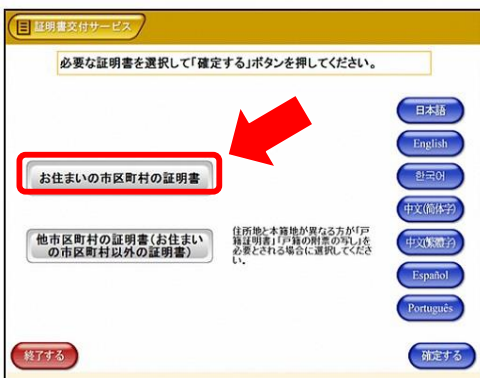 証明書交付サービス
必要な証明書を選択して「確定する」ボタンを押してください。
お住まいの市区町村の証明書
他市区町村の証明書(お住まい
の市区町村以外の証明書)
住所地と本籍地が異なる方が「戸
籍証明書」「戸籍の附票の写し」を
必要とされる場合に選択してくださ
い。
日本語
English
한국어
中文(简体字)
中文(繁體字)
Español
Português
終了する
確定する